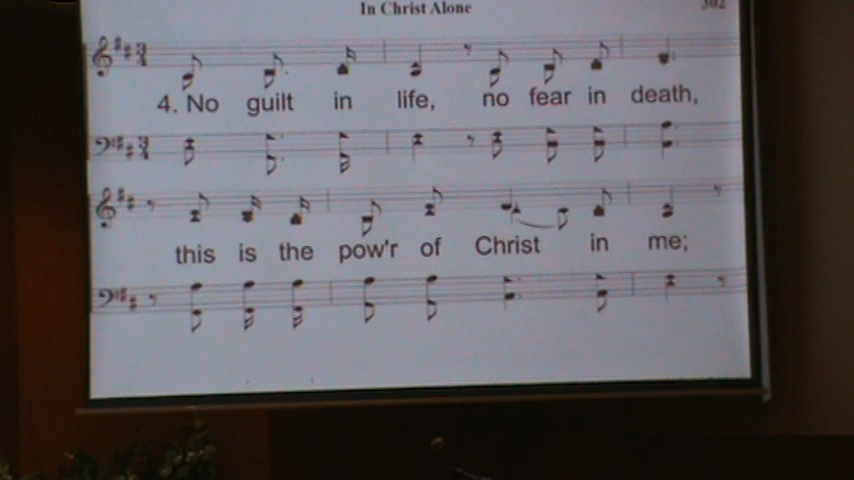 In Christ Alone 302
4. No guilt in life, no fear in death,
this is the pow'r of Christ in me;